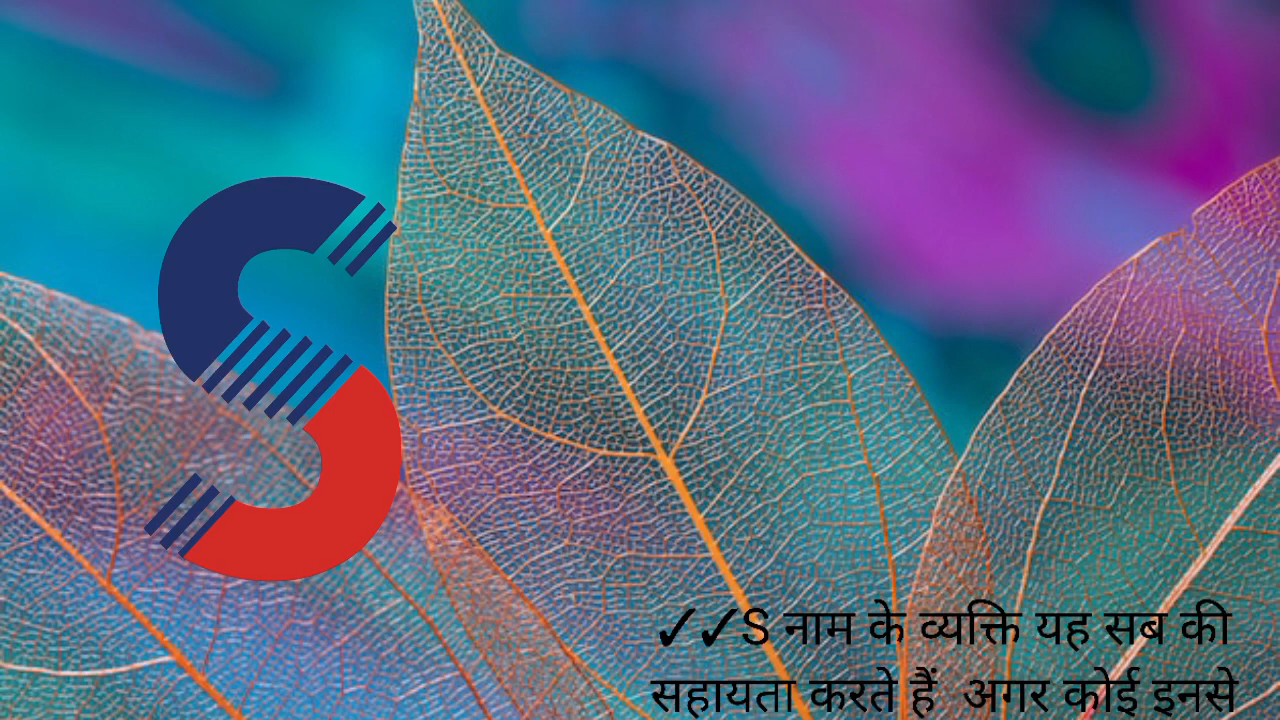 S
✓✓S नाम के व्यक्ति यह सब की
सहायता करते हैं अगर कोई इनसे